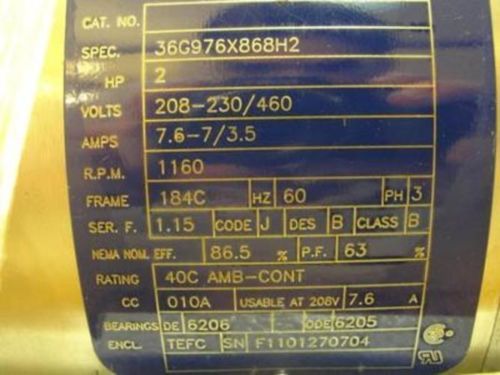 CAT. NO.
SPEC. 36G976X868H2
HP 2
VOLTS 208-230/460
AMPS 7.6-7/3.5
R.P.M. 1160
FRAME 184C HZ 60 PH 3
SER. F. 1.15 CODE J DES B CLASS B
NEMA NOM. EFF. 86.5 % P.F. 63 %
RATING 40C AMB-CONT
CC 010A USABLE AT 208V 7.6 A
BEARINGS DE 6206 ODE 6205
ENCL. TEFC SN F1101270704